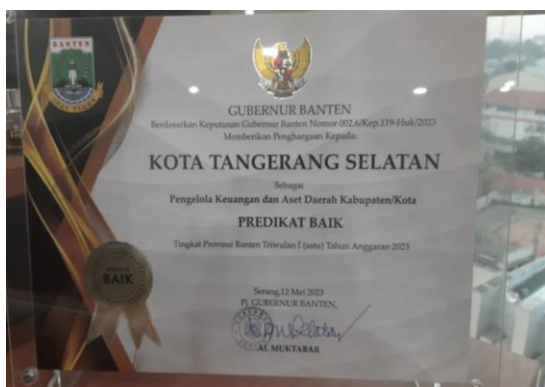 BANTEN
GUBERNUR BANTEN
Berdasarkan Keputusan Gubernur Banten Nomor 002.6/Kep.119-Huk/2023
Memberikan Penghargaan Kepada:
KOTA TANGERANG SELATAN
Sebagai
Pengelola Keuangan dan Aset Daerah Kabupaten/Kota
PREDIKAT BAIK
Tingkat Provinsi Banten Triwulan I (satu) Tahun Anggaran 2023
BAIK
Serang,12 Mei 2023
Pj. GUBERNUR BANTEN,
AL MUKTABAR